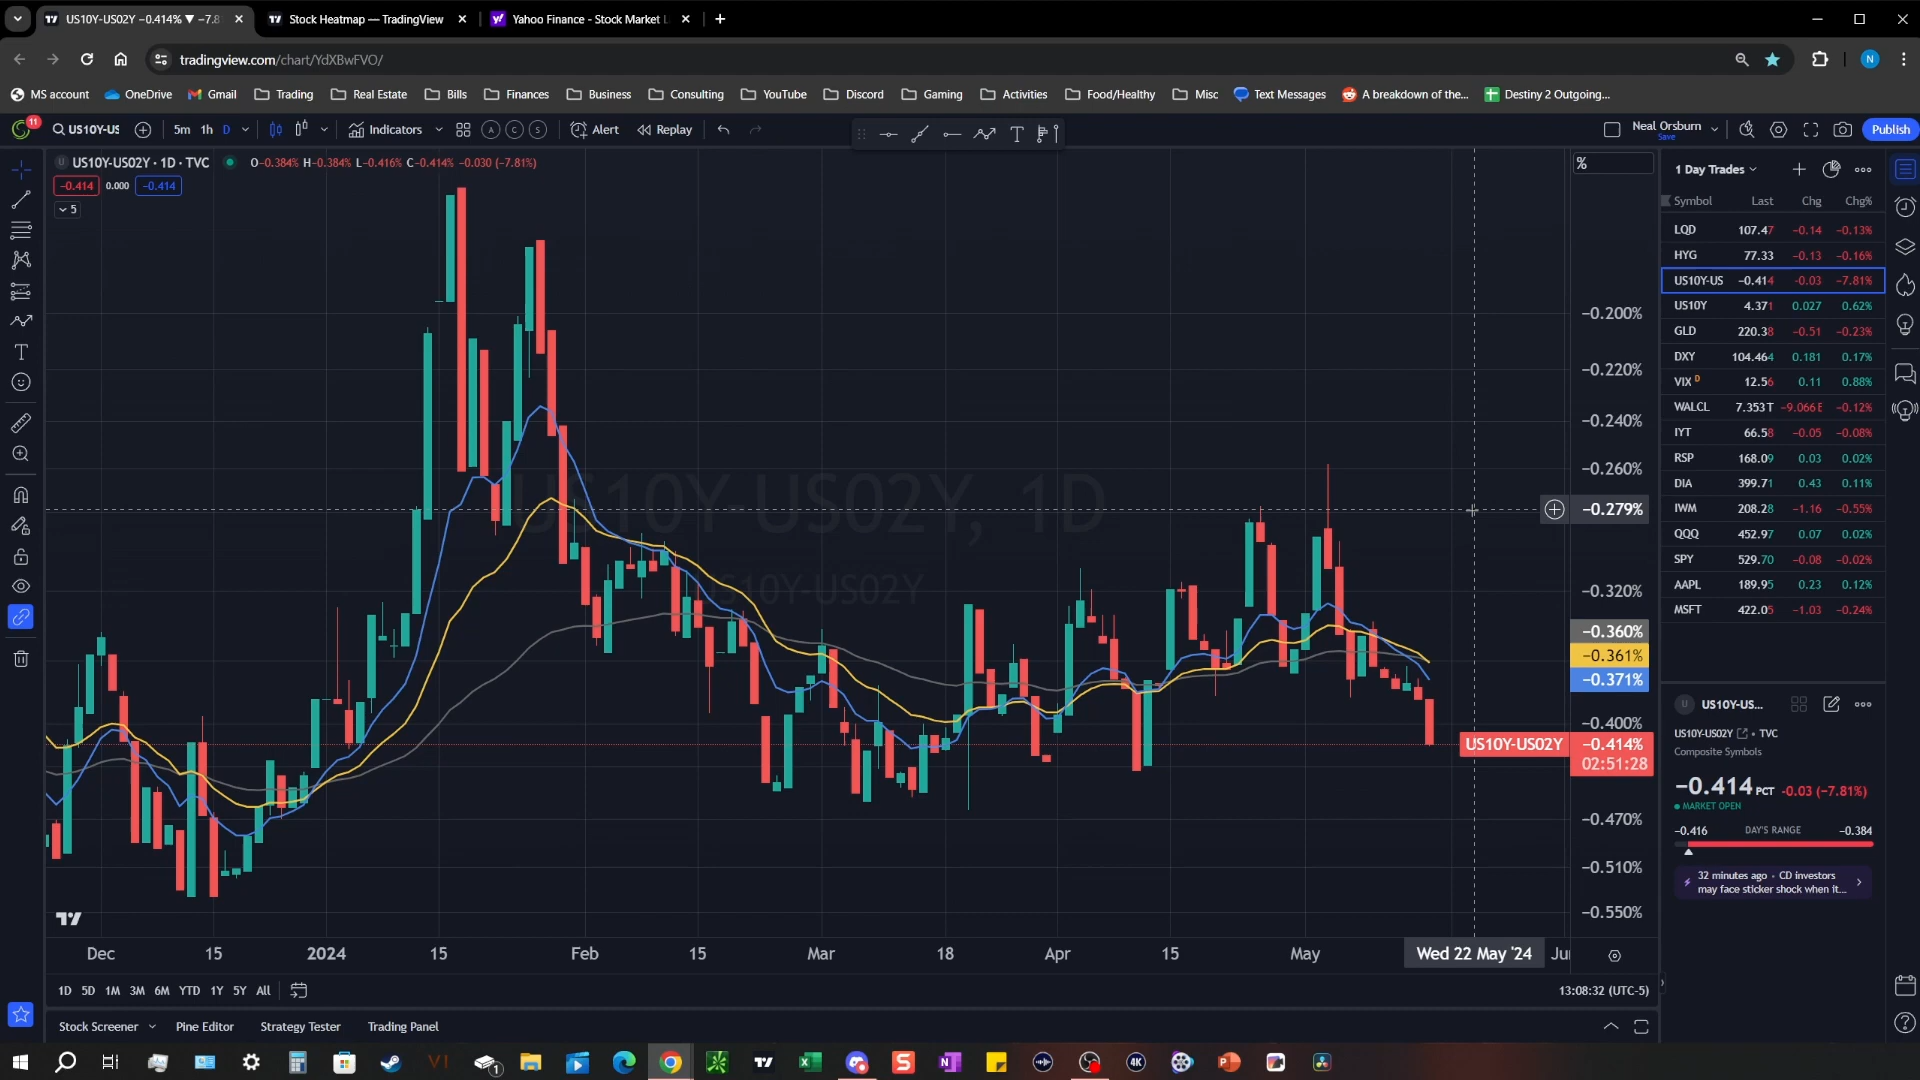 US10Y-US02Y −0.414% ▼ −7.8
Stock Heatmap — TradingView
Yahoo Finance - Stock Market L
tradingview.com/chart/YdXBwFVO/
N
MS account
OneDrive
Gmail
Trading
Real Estate
Bills
Finances
Business
Consulting
YouTube
Discord
Gaming
Activities
Food/Healthy
Misc
Text Messages
A breakdown of the...
Destiny 2 Outgoing...
11
US10Y-US
5m 1h D
Indicators
A C S
Alert
Replay
Neal Orsburn
Save
Publish
US10Y-US02Y · 1D · TVC
O−0.384% H−0.384% L−0.416% C−0.414% −0.030 (−7.81%)
−0.414 0.000 −0.414
5
US10Y-US02Y, 1D
US10Y-US02Y
%
−0.200%
−0.220%
−0.240%
−0.260%
−0.279%
−0.320%
−0.360%
−0.361%
−0.371%
−0.400%
US10Y-US02Y −0.414%
02:51:28
−0.470%
−0.510%
−0.550%
Dec 15 2024 15 Feb 15 Mar 18 Apr 15 May Wed 22 May '24
1D 5D 1M 3M 6M YTD 1Y 5Y All
13:08:32 (UTC-5)
Stock Screener
Pine Editor
Strategy Tester
Trading Panel
1 Day Trades
Symbol Last Chg Chg%
LQD 107.47 −0.14 −0.13%
HYG 77.33 −0.13 −0.16%
US10Y-US −0.414 −0.03 −7.81%
US10Y 4.371 0.027 0.62%
GLD 220.38 −0.51 −0.23%
DXY 104.464 0.181 0.17%
VIX D 12.56 0.11 0.88%
WALCL 7.353T −9.066E −0.12%
IYT 66.58 −0.05 −0.08%
RSP 168.09 0.03 0.02%
DIA 399.71 0.43 0.11%
IWM 208.28 −1.16 −0.55%
QQQ 452.97 0.07 0.02%
SPY 529.70 −0.08 −0.02%
AAPL 189.95 0.23 0.12%
MSFT 422.05 −1.03 −0.24%
U US10Y-US...
US10Y-US02Y • TVC
Composite Symbols
−0.414 PCT −0.03 (−7.81%)
MARKET OPEN
−0.416 DAY'S RANGE −0.384
32 minutes ago • CD investors
may face sticker shock when it...